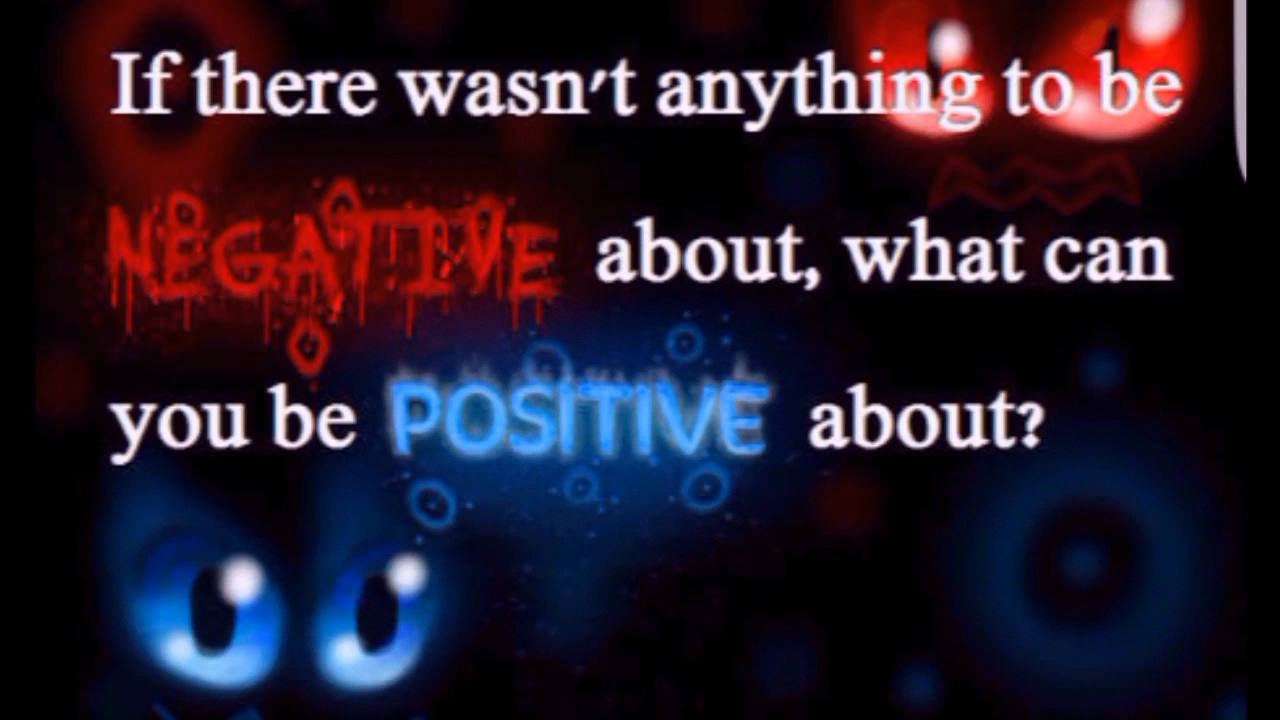 If there wasn't anything to be
NEGATIVE about, what can
you be POSITIVE about?